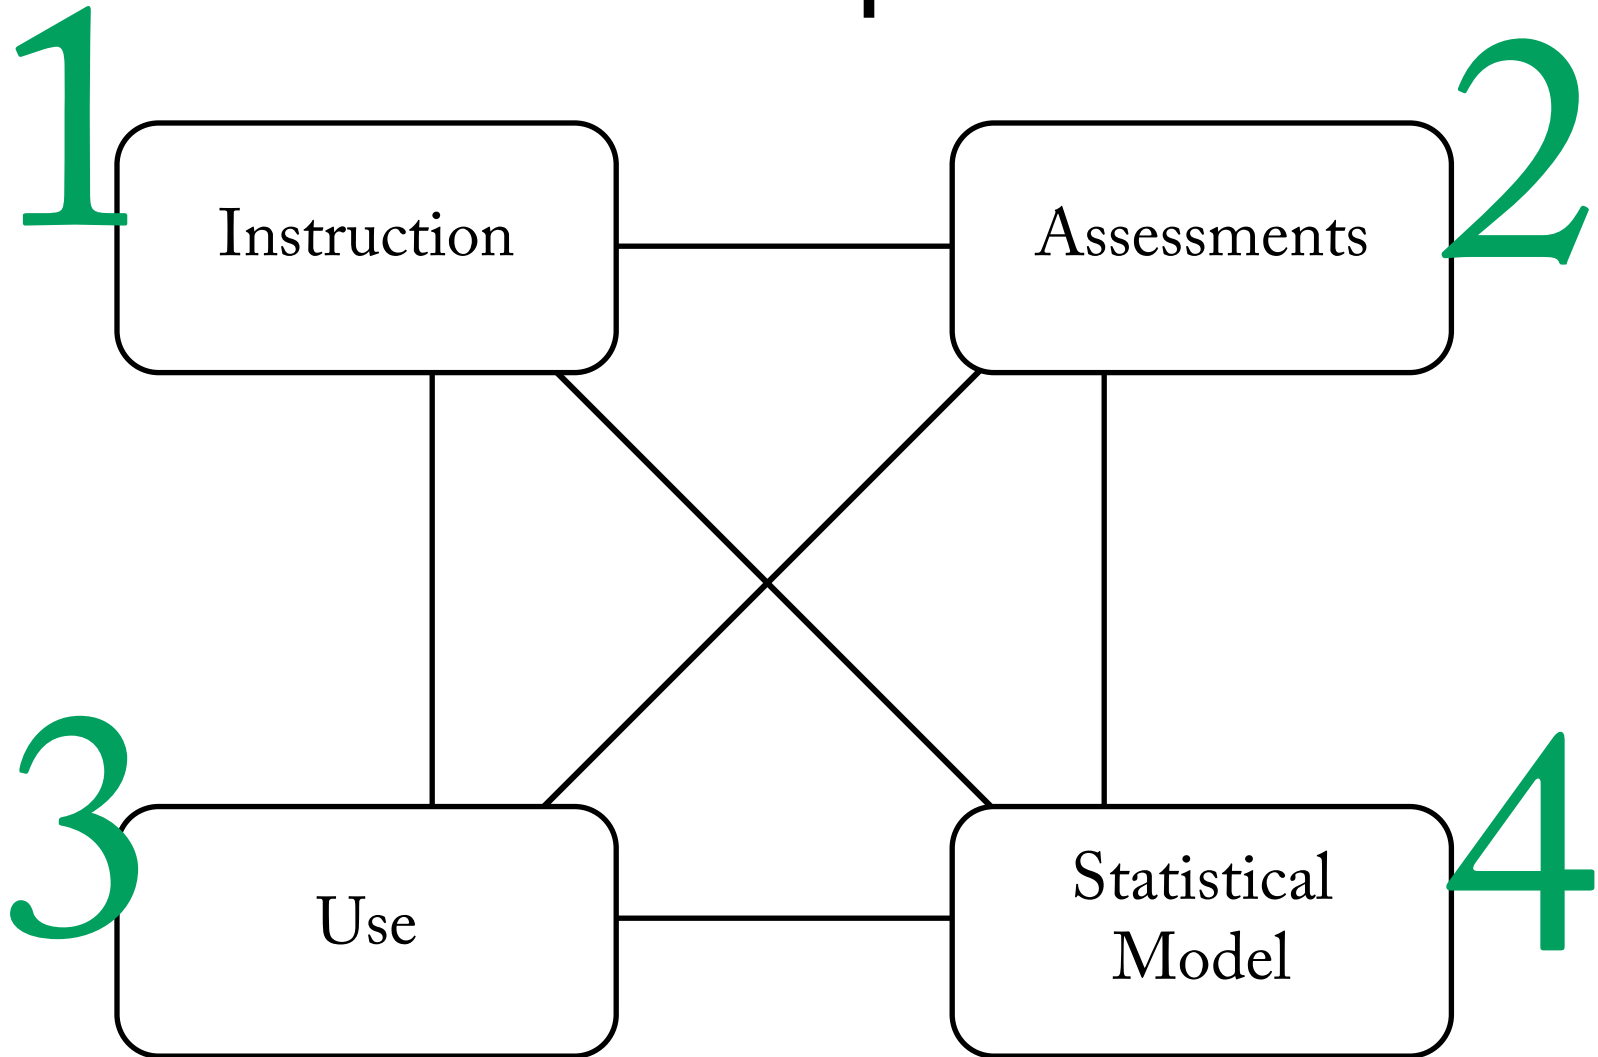 1
Instruction
Assessments
2
3
Use
Statistical
Model
4